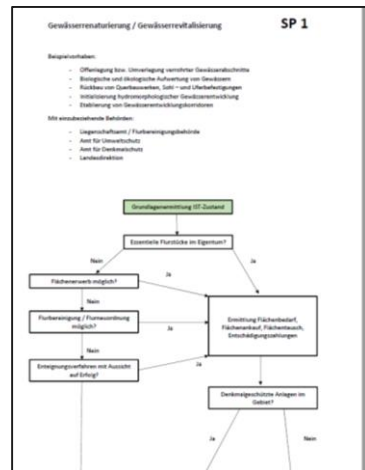 Gewässerrenaturierung / Gewässerrevitalisierung
SP 1
Beispielvorhaben:
- Offenlegung bzw. Umverlegung verrohrter Gewässerabschnitte
- Biologische und ökologische Aufwertung von Gewässern
- Rückbau von Querbauwerken, Sohl – und Uferbefestigungen
- Initialisierung hydromorphologischer Gewässerentwicklung
- Etablierung von Gewässerentwicklungskorridoren
Mit einzubeziehende Behörden:
- Liegenschaftsamt / Flurbereinigungsbehörde
- Amt für Umweltschutz
- Amt für Denkmalschutz
- Landesdirektion
Grundlagenermittlung IST-Zustand
Essentielle Flurstücke im Eigentum?
Nein
Ja
Flächenerwerb möglich?
Ja
Nein
Flurbereinigung / Flurneuordnung
möglich?
Ja
Ermittlung Flächenbedarf,
Flächenankauf, Flächentausch,
Entschädigungszahlungen
Nein
Enteignungsverfahren mit Aussicht
auf Erfolg?
Ja
Denkmalgeschützte Anlagen im
Gebiet?
Ja
Nein